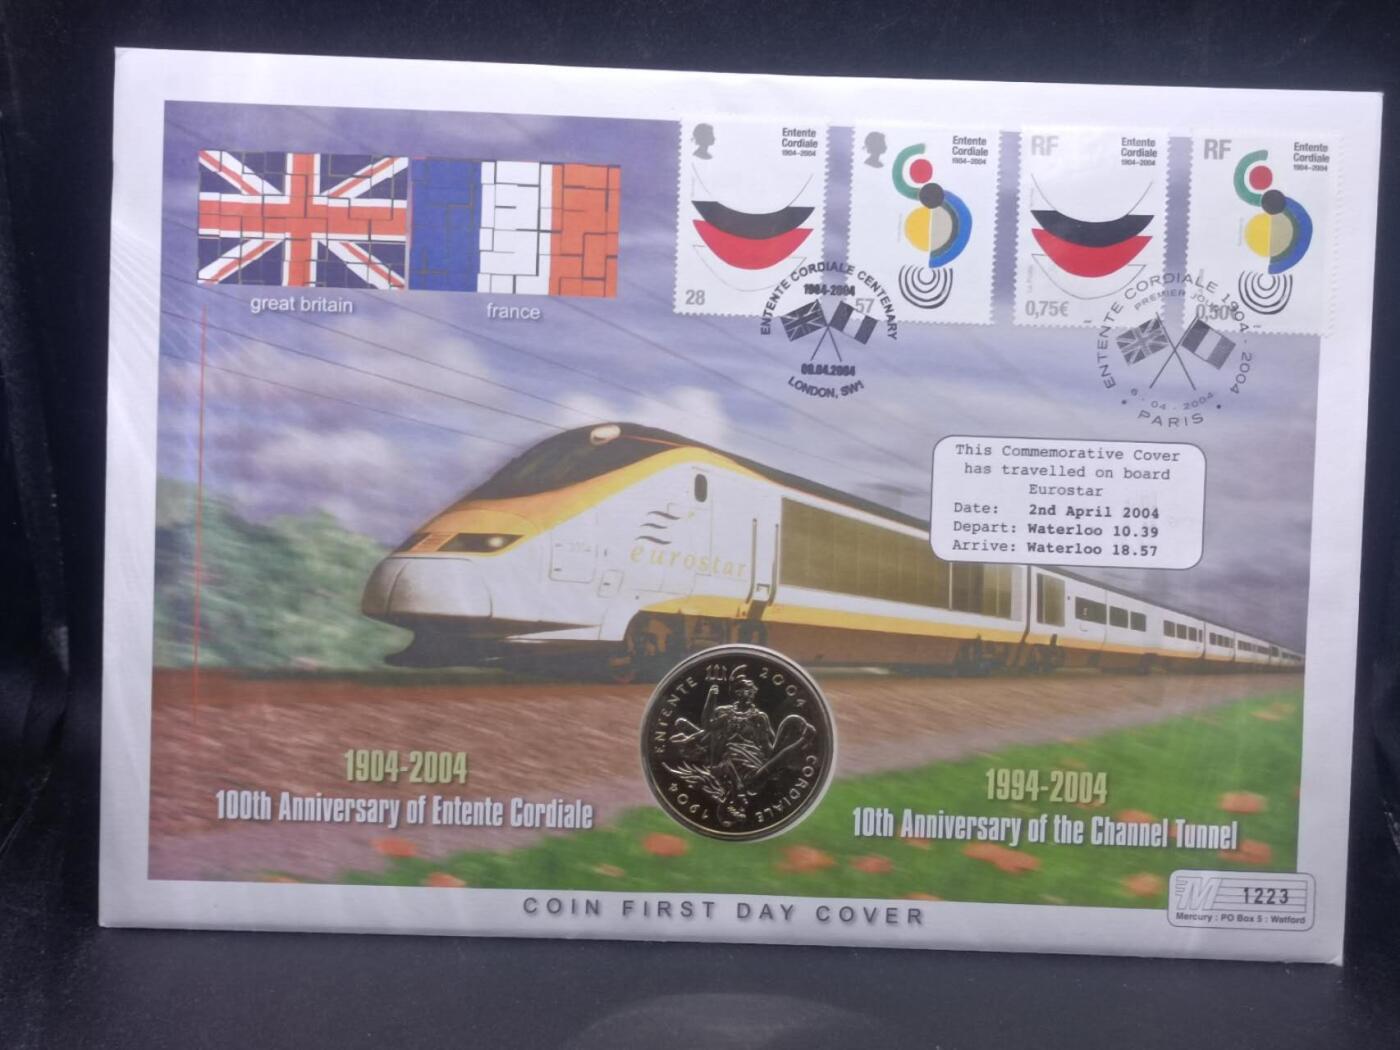 great britain
france
Entente
Cordiale
1904-2004
28
Entente
Cordiale
1904-2004
57
RF
Entente
Cordiale
1904-2004
0,75€
RF
Entente
Cordiale
1904-2004
0,50€
ENTENTE CORDIALE CENTENARY
1904-2004
06.04.2004
LONDON, SW1
ENTENTE CORDIALE 1904 - 2004
PREMIER JOUR
6 - 04 - 2004
• PARIS •
This Commemorative Cover
has travelled on board
Eurostar
Date: 2nd April 2004
Depart: Waterloo 10.39
Arrive: Waterloo 18.57
eurostar
ENTENTE CORDIALE
1904 2004
1904-2004
100th Anniversary of Entente Cordiale
1994-2004
10th Anniversary of the Channel Tunnel
COIN FIRST DAY COVER
M 1223
Mercury : PO Box 5 : Watford